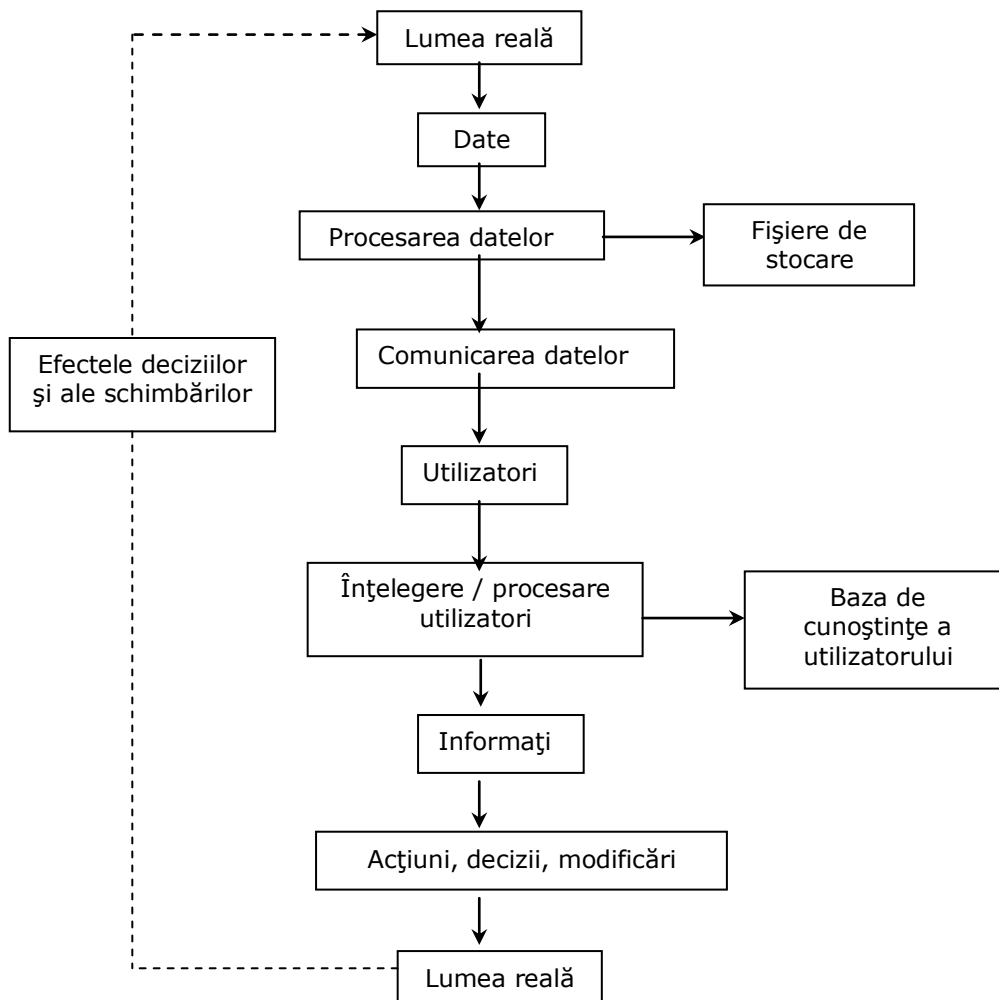 Lumea reală
Date
Procesarea datelor
Fişiere de
stocare
Comunicarea datelor
Efectele deciziilor
şi ale schimbărilor
Utilizatori
Înţelegere / procesare
utilizatori
Baza de
cunoştinţe a
utilizatorului
Informaţi
Acţiuni, decizii, modificări
Lumea reală